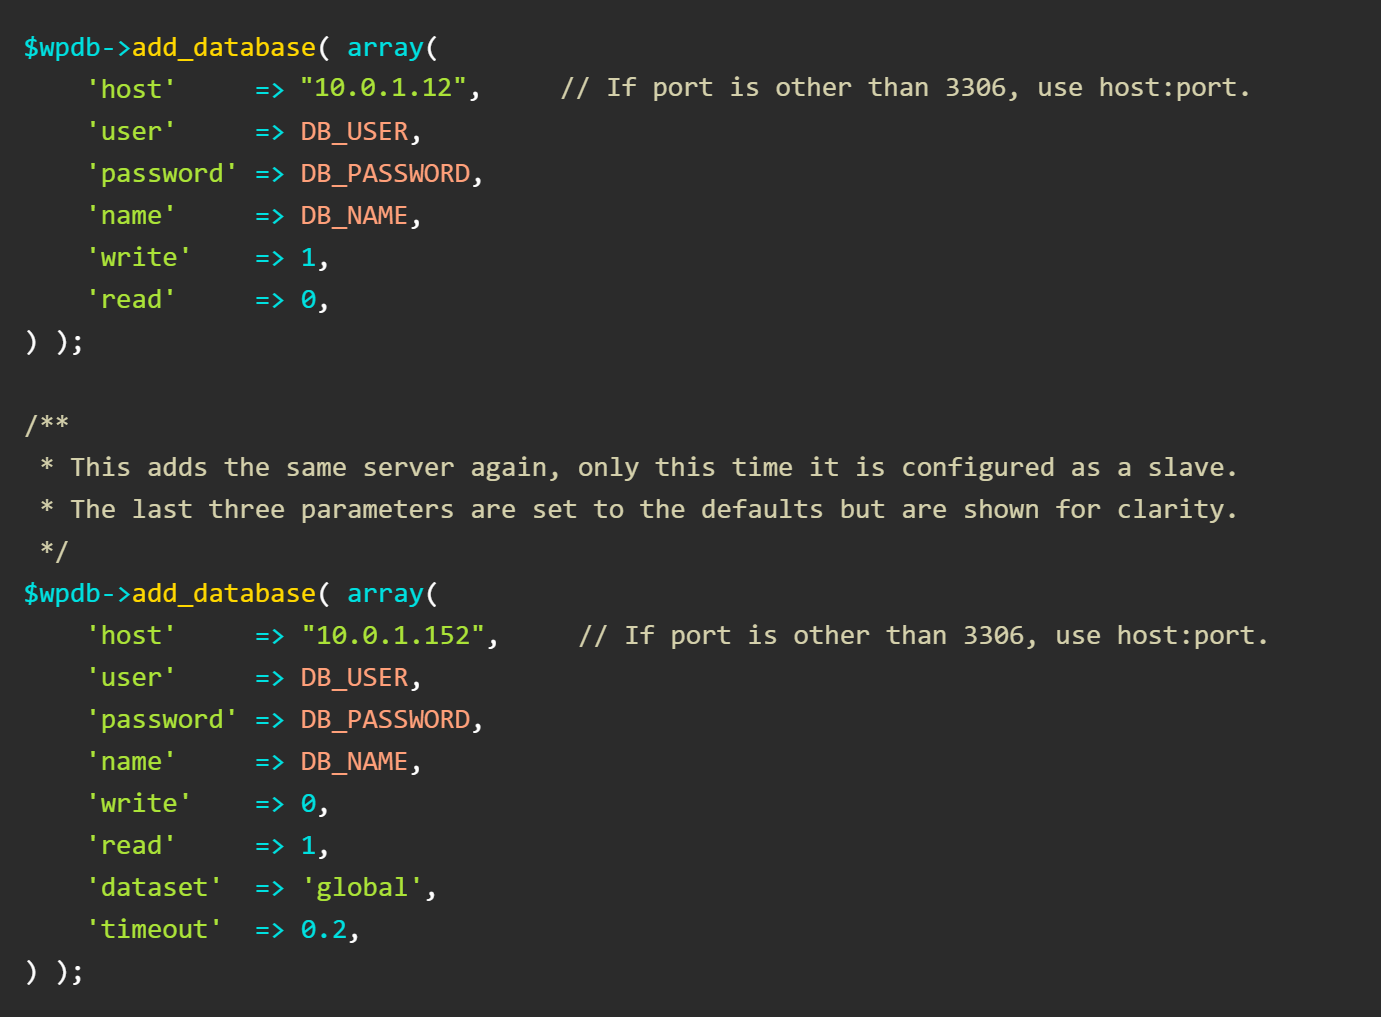 $wpdb->add_database( array(
    'host'     => "10.0.1.12",     // If port is other than 3306, use host:port.
    'user'     => DB_USER,
    'password' => DB_PASSWORD,
    'name'     => DB_NAME,
    'write'    => 1,
    'read'     => 0,
) );

/**
 * This adds the same server again, only this time it is configured as a slave.
 * The last three parameters are set to the defaults but are shown for clarity.
 */
$wpdb->add_database( array(
    'host'     => "10.0.1.152",     // If port is other than 3306, use host:port.
    'user'     => DB_USER,
    'password' => DB_PASSWORD,
    'name'     => DB_NAME,
    'write'    => 0,
    'read'     => 1,
    'dataset'  => 'global',
    'timeout'  => 0.2,
) );